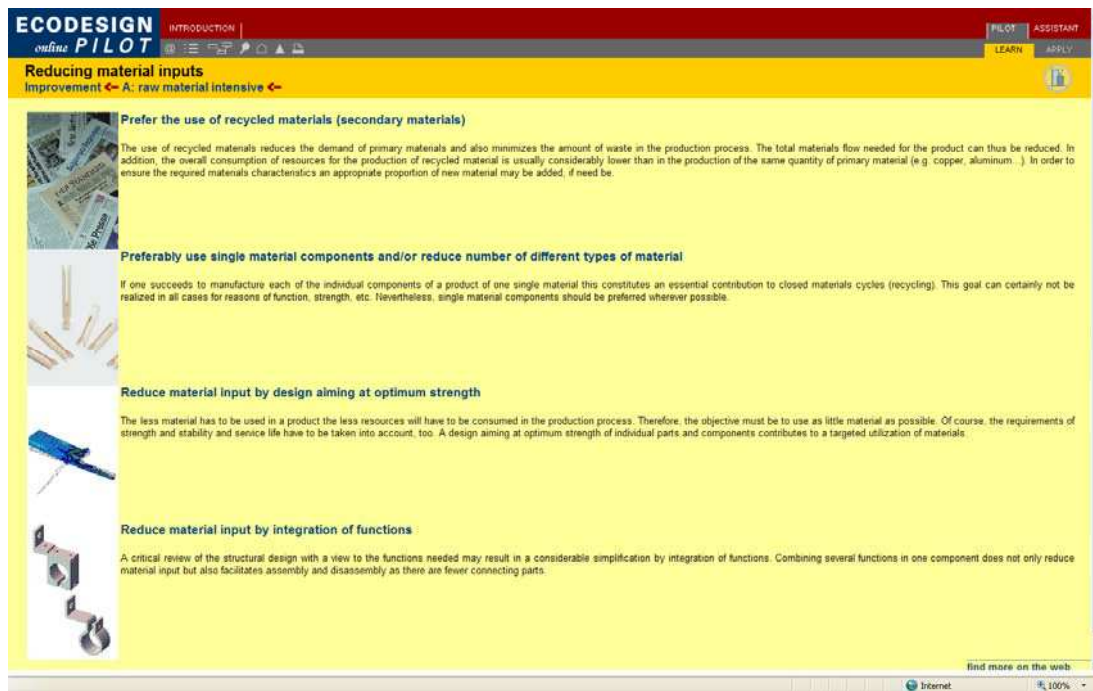 ECODESIGN
online PILOT
INTRODUCTION
PILOT
ASSISTANT
LEARN
APPLY
Reducing material inputs
Improvement <- A: raw material intensive <-
Prefer the use of recycled materials (secondary materials)
The use of recycled materials reduces the demand of primary materials and also minimizes the amount of waste in the production process. The total materials flow needed for the product can thus be reduced. In
addition, the overall consumption of resources for the production of recycled material is usually considerably lower than in the production of the same quantity of primary material (e.g. copper, aluminum...). In order to
ensure the required materials characteristics an appropriate proportion of new material may be added, if need be.
Preferably use single material components and/or reduce number of different types of material
If one succeeds to manufacture each of the individual components of a product of one single material this constitutes an essential contribution to closed materials cycles (recycling). This goal can certainly not be
realized in all cases for reasons of function, strength, etc. Nevertheless, single material components should be preferred wherever possible.
Reduce material input by design aiming at optimum strength
The less material has to be used in a product the less resources will have to be consumed in the production process. Therefore, the objective must be to use as little material as possible. Of course, the requirements of
strength and stability and service life have to be taken into account, too. A design aiming at optimum strength of individual parts and components contributes to a targeted utilization of materials.
Reduce material input by integration of functions
A critical review of the structural design with a view to the functions needed may result in a considerable simplification by integration of functions. Combining several functions in one component does not only reduce
material input but also facilitates assembly and disassembly as there are fewer connecting parts.
find more on the web
Internet
100%